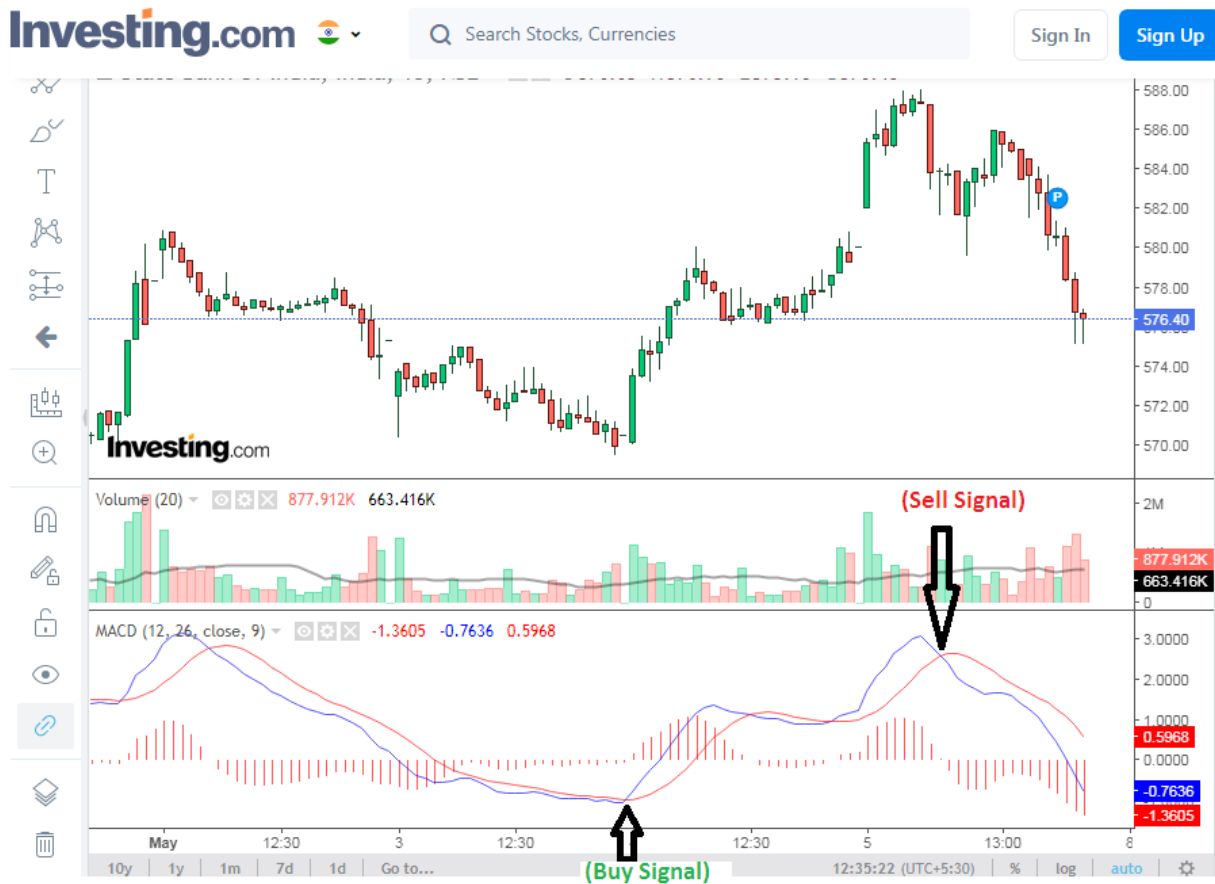 Investing.com
Search Stocks, Currencies
Sign In
Sign Up
588.00
586.00
584.00
P
582.00
580.00
578.00
576.40
574.00
572.00
570.00
Investing.com
Volume (20) 877.912K 663.416K
(Sell Signal)
2M
877.912K
663.416K
0
MACD (12, 26, close, 9) -1.3605 -0.7636 0.5968
3.0000
2.0000
1.0000
0.5968
0.0000
-0.7636
-1.3605
May 12:30 3 12:30 12:30 5 13:00 8
10y 1y 1m 7d 1d Go to... 12:35:22 (UTC+5:30) % log auto
(Buy Signal)